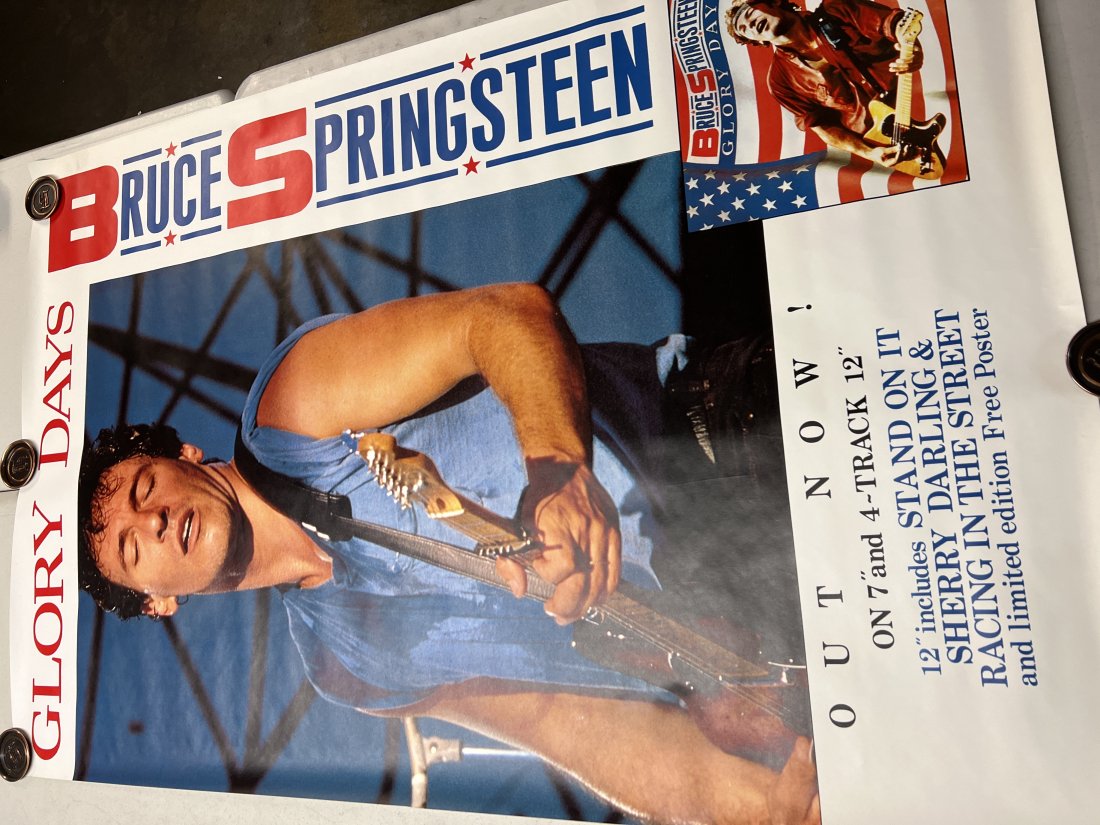 BRUCE SPRINGSTEEN
GLORY DAYS
BRUCE SPRINGSTEEN
GLORY DAYS
OUT NOW!
ON 7" and 4-TRACK 12"
12" includes STAND ON IT
SHERRY DARLING &
RACING IN THE STREET
and limited edition Free Poster